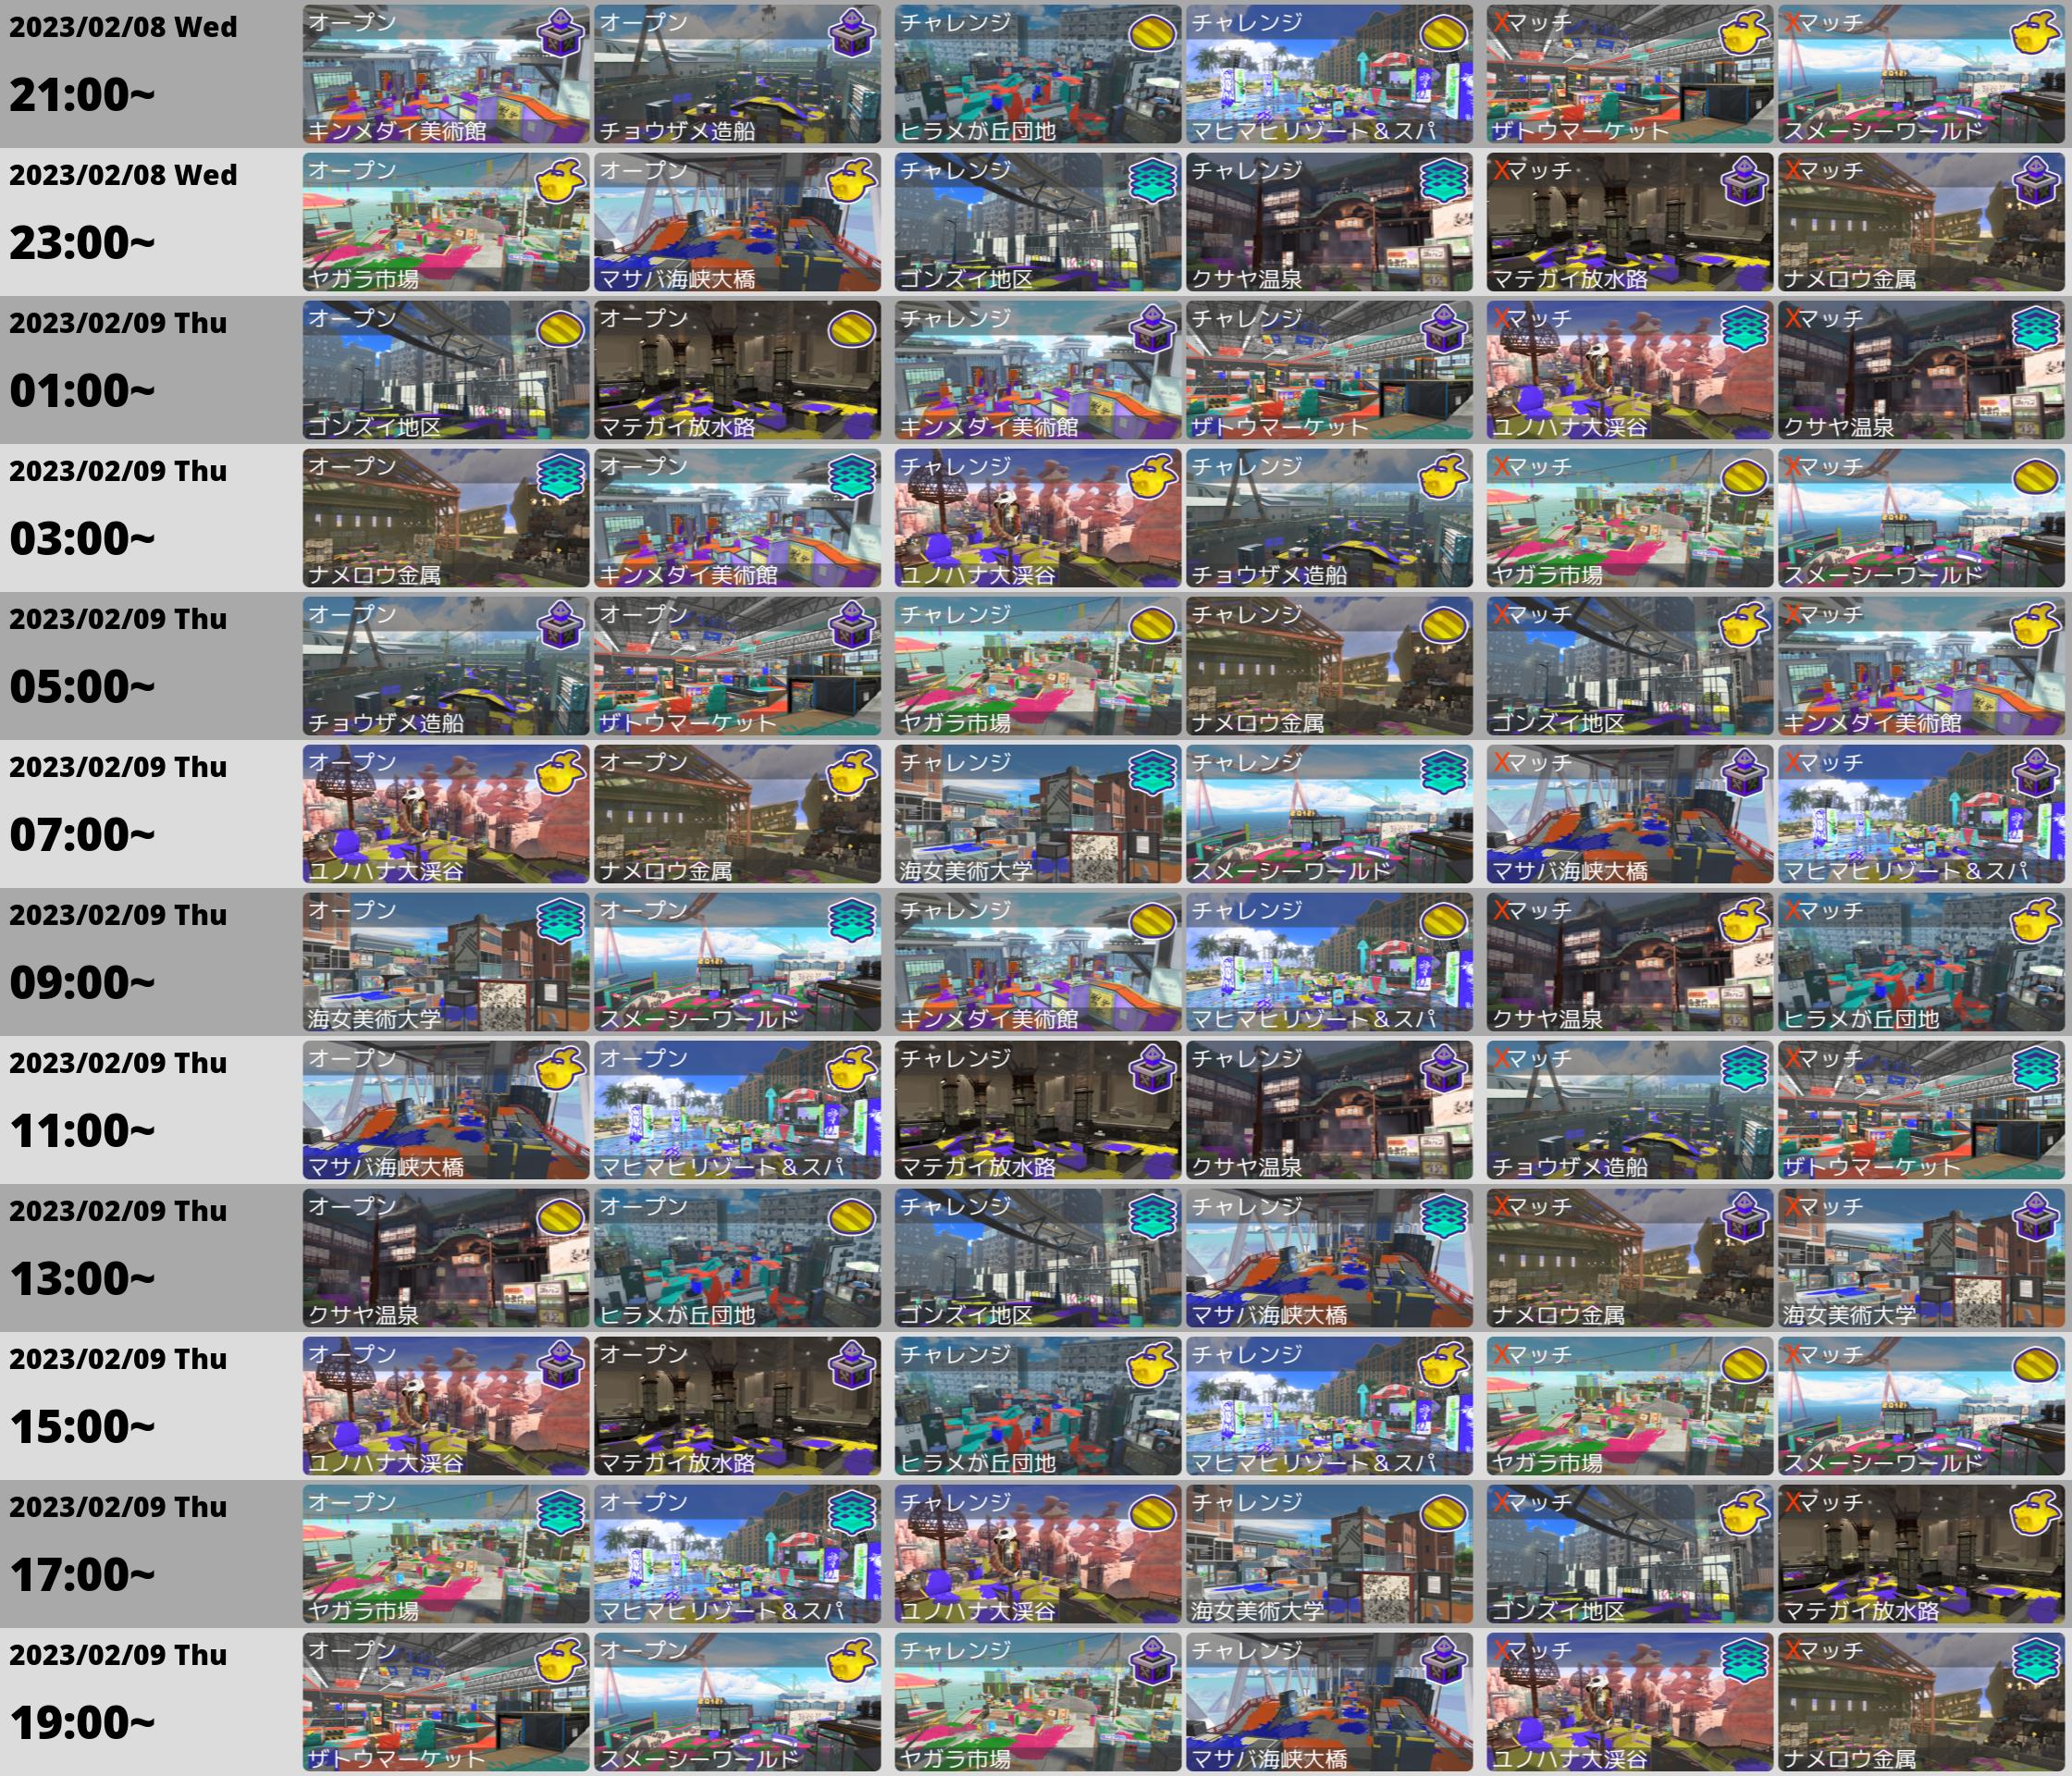 2023/02/08 Wed
21:00~
オープン
キンメダイ美術館
オープン
チョウザメ造船
チャレンジ
ヒラメが丘団地
チャレンジ
マヒマヒリゾート＆スパ
Xマッチ
ザトウマーケット
Xマッチ
スメーシーワールド
2023/02/08 Wed
23:00~
オープン
ヤガラ市場
オープン
マサバ海峡大橋
チャレンジ
ゴンズイ地区
チャレンジ
クサヤ温泉
Xマッチ
マテガイ放水路
Xマッチ
ナメロウ金属
2023/02/09 Thu
01:00~
オープン
ゴンズイ地区
オープン
マテガイ放水路
チャレンジ
キンメダイ美術館
チャレンジ
ザトウマーケット
Xマッチ
ユノハナ大渓谷
Xマッチ
クサヤ温泉
2023/02/09 Thu
03:00~
オープン
ナメロウ金属
オープン
キンメダイ美術館
チャレンジ
ユノハナ大渓谷
チャレンジ
チョウザメ造船
Xマッチ
ヤガラ市場
Xマッチ
スメーシーワールド
2023/02/09 Thu
05:00~
オープン
チョウザメ造船
オープン
ザトウマーケット
チャレンジ
ヤガラ市場
チャレンジ
ナメロウ金属
Xマッチ
ゴンズイ地区
Xマッチ
キンメダイ美術館
2023/02/09 Thu
07:00~
オープン
ユノハナ大渓谷
オープン
ナメロウ金属
チャレンジ
海女美術大学
チャレンジ
スメーシーワールド
Xマッチ
マサバ海峡大橋
Xマッチ
マヒマヒリゾート＆スパ
2023/02/09 Thu
09:00~
オープン
海女美術大学
オープン
スメーシーワールド
チャレンジ
キンメダイ美術館
チャレンジ
マヒマヒリゾート＆スパ
Xマッチ
クサヤ温泉
Xマッチ
ヒラメが丘団地
2023/02/09 Thu
11:00~
オープン
マサバ海峡大橋
オープン
マヒマヒリゾート＆スパ
チャレンジ
マテガイ放水路
チャレンジ
クサヤ温泉
Xマッチ
チョウザメ造船
Xマッチ
ザトウマーケット
2023/02/09 Thu
13:00~
オープン
クサヤ温泉
オープン
ヒラメが丘団地
チャレンジ
ゴンズイ地区
チャレンジ
マサバ海峡大橋
Xマッチ
ナメロウ金属
Xマッチ
海女美術大学
2023/02/09 Thu
15:00~
オープン
ユノハナ大渓谷
オープン
マテガイ放水路
チャレンジ
ヒラメが丘団地
チャレンジ
マヒマヒリゾート＆スパ
Xマッチ
ヤガラ市場
Xマッチ
スメーシーワールド
2023/02/09 Thu
17:00~
オープン
ヤガラ市場
オープン
マヒマヒリゾート＆スパ
チャレンジ
ユノハナ大渓谷
チャレンジ
海女美術大学
Xマッチ
ゴンズイ地区
Xマッチ
マテガイ放水路
2023/02/09 Thu
19:00~
オープン
ザトウマーケット
オープン
スメーシーワールド
チャレンジ
ヤガラ市場
チャレンジ
マサバ海峡大橋
Xマッチ
ユノハナ大渓谷
Xマッチ
ナメロウ金属